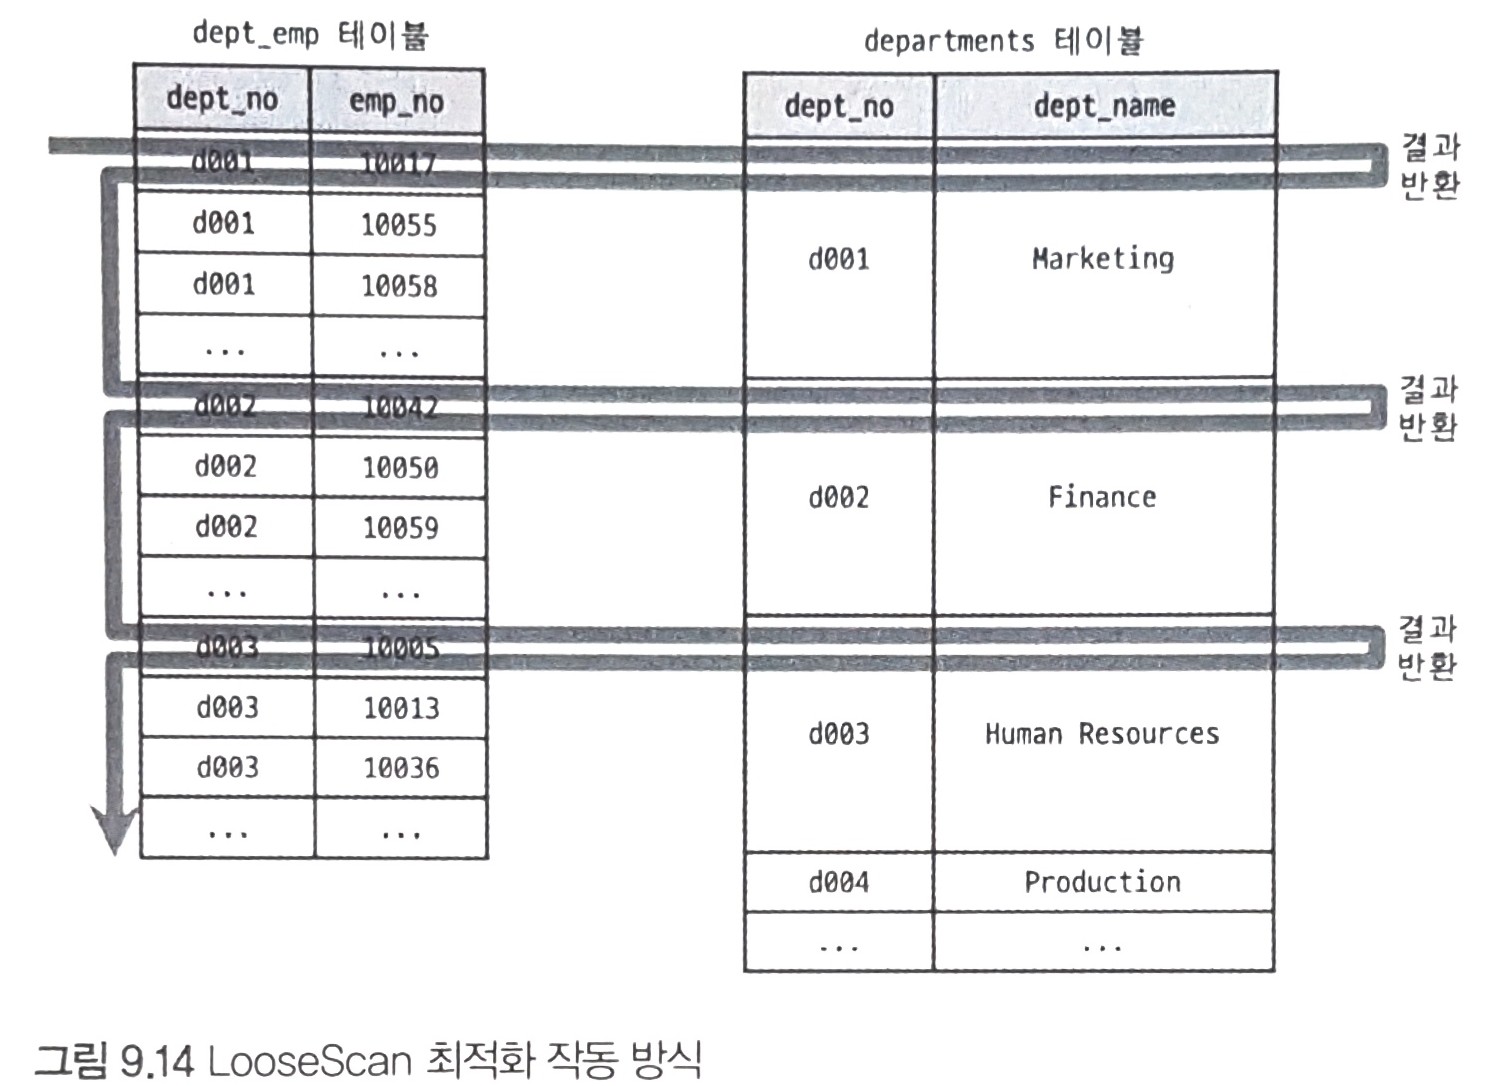 dept_emp 테이블
dept_no emp_no
d001 10017
d001 10055
d001 10058
... ...
d002 10042
d002 10050
d002 10059
... ...
d003 10005
d003 10013
d003 10036
... ...
departments 테이블
dept_no dept_name
d001 Marketing
d002 Finance
d003 Human Resources
d004 Production
... ...
결과
반환
결과
반환
결과
반환
그림 9.14 LooseScan 최적화 작동 방식